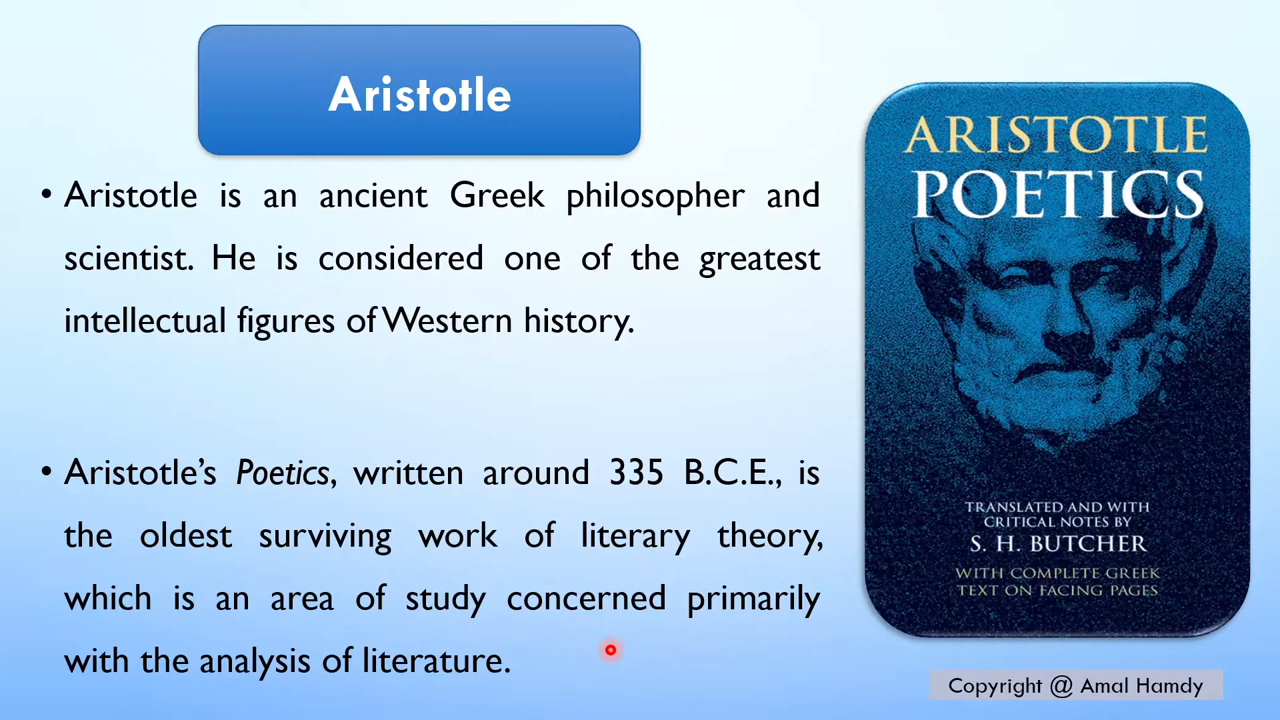 Aristotle
• Aristotle is an ancient Greek philosopher and
scientist. He is considered one of the greatest
intellectual figures of Western history.
• Aristotle’s Poetics, written around 335 B.C.E., is
the oldest surviving work of literary theory,
which is an area of study concerned primarily
with the analysis of literature.
ARISTOTLE
POETICS
TRANSLATED AND WITH
CRITICAL NOTES BY
S. H. BUTCHER
WITH COMPLETE GREEK
TEXT ON FACING PAGES
Copyright @ Amal Hamdy